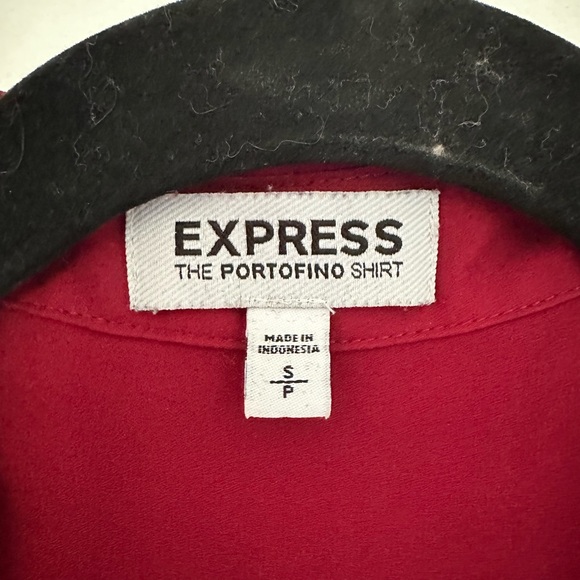 EXPRESS
THE PORTOFINO SHIRT
MADE IN
INDONESIA
S
P